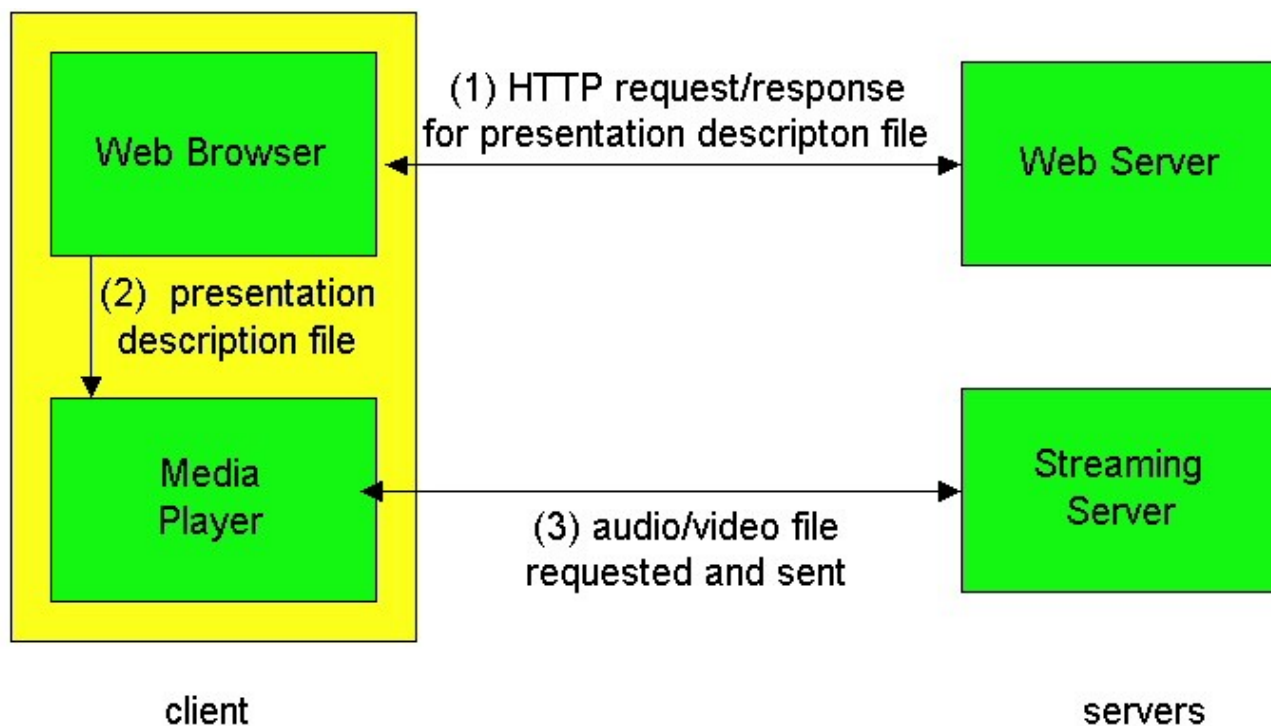 Web Browser
(1) HTTP request/response
for presentation descripton file
Web Server
(2) presentation
description file
Media
Player
(3) audio/video file
requested and sent
Streaming
Server
client
servers